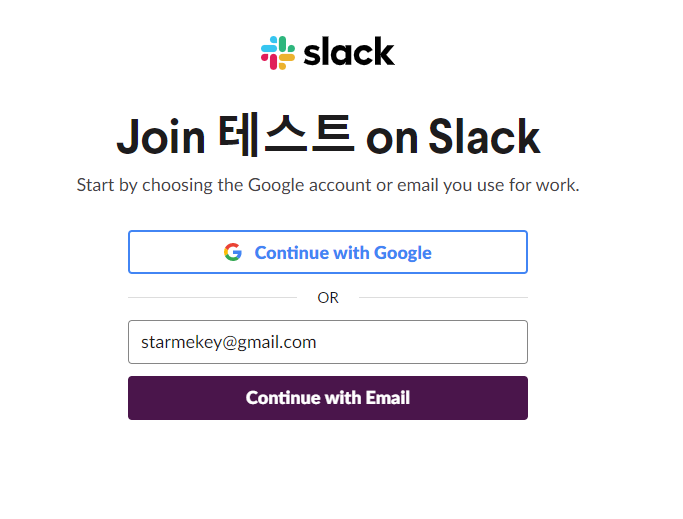 slack
Join 테스트 on Slack
Start by choosing the Google account or email you use for work.
Continue with Google
OR
starmekey@gmail.com
Continue with Email